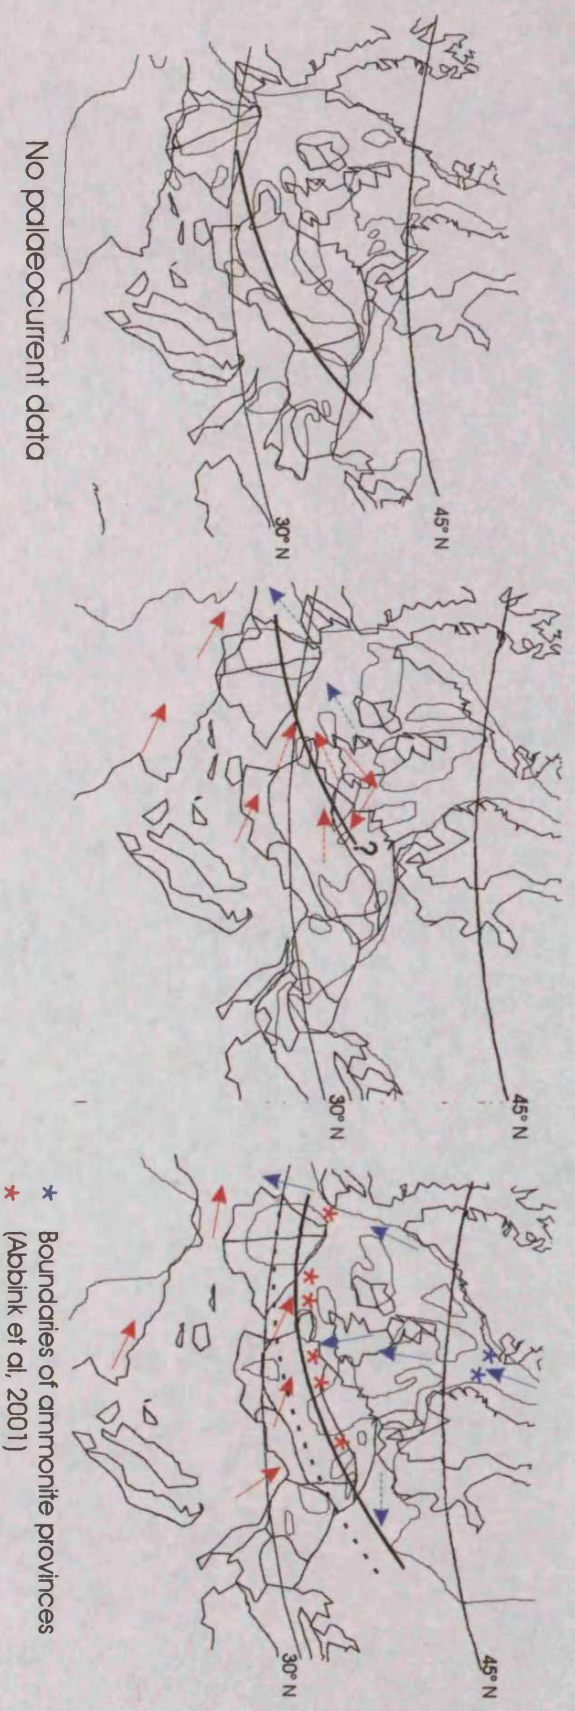 45° N
30° N
No palaeocurrent data
?
45° N
30° N
45° N
30° N
* Boundaries of ammonite provinces
* (Abbink et al, 2001)